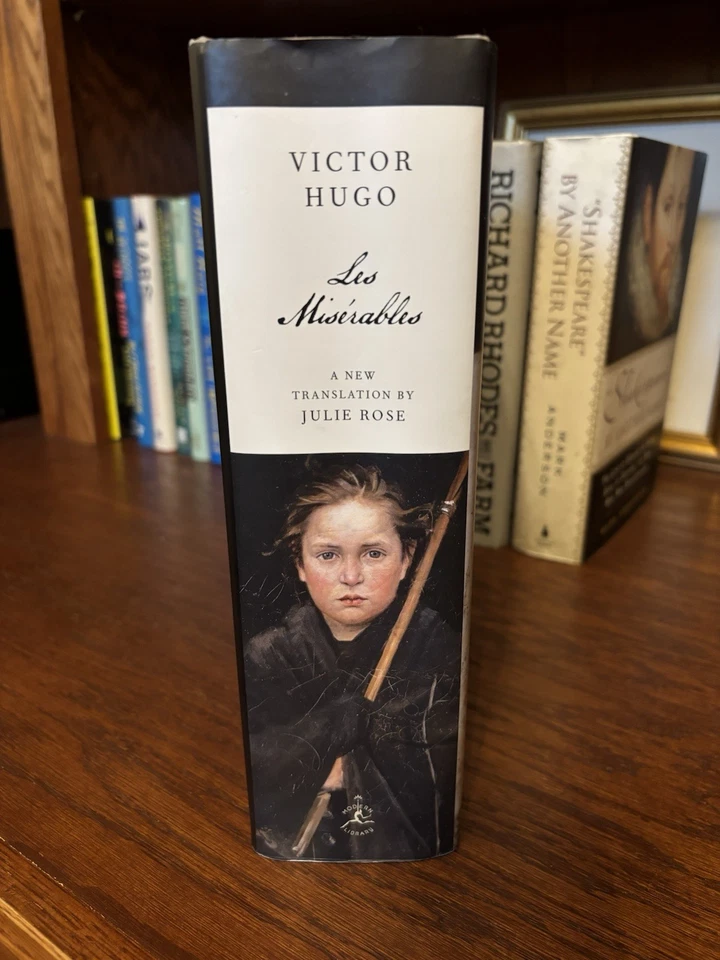 VICTOR
HUGO
Les
Misérables
A NEW
TRANSLATION BY
JULIE ROSE
MODERN
LIBRARY
RICHARD RHODES
FARM
"SHAKESPEARE"
BY ANOTHER NAME
MARK
ANDERSON